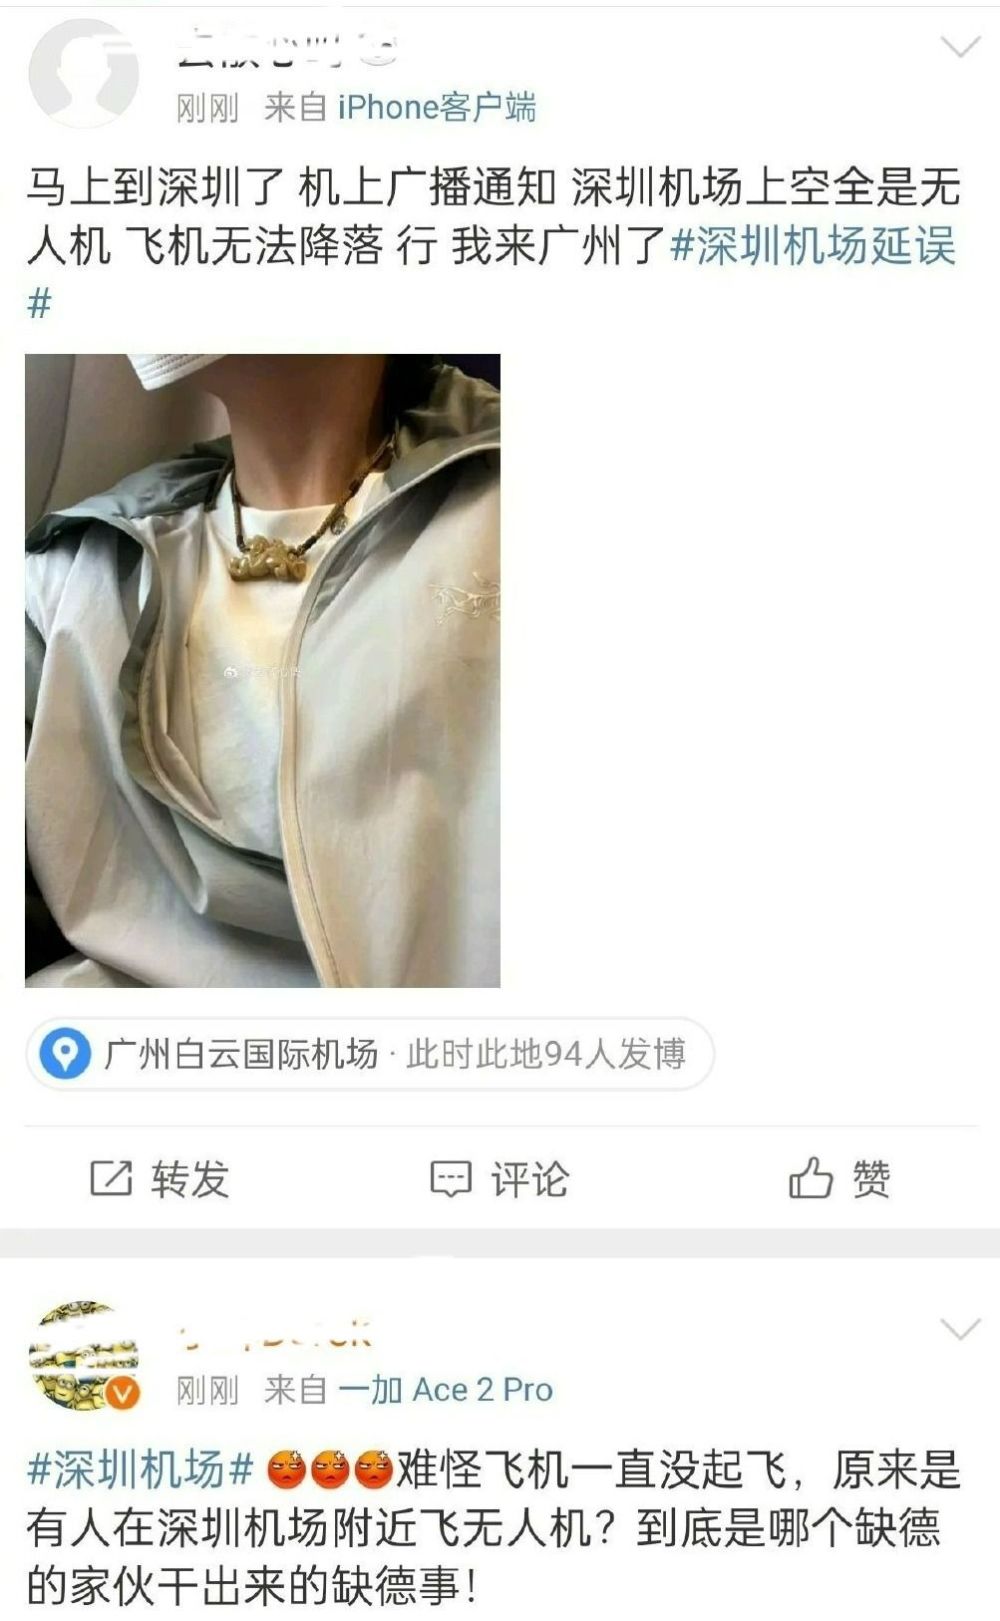 刚刚 来自 iPhone客户端
马上到深圳了 机上广播通知 深圳机场上空全是无
人机 飞机无法降落 行 我来广州了#深圳机场延误
#
广州白云国际机场 · 此时此地94人发博
转发 评论 赞
刚刚 来自 一加 Ace 2 Pro
#深圳机场# 难怪飞机一直没起飞，原来是
有人在深圳机场附近飞无人机？到底是哪个缺德
的家伙干出来的缺德事！